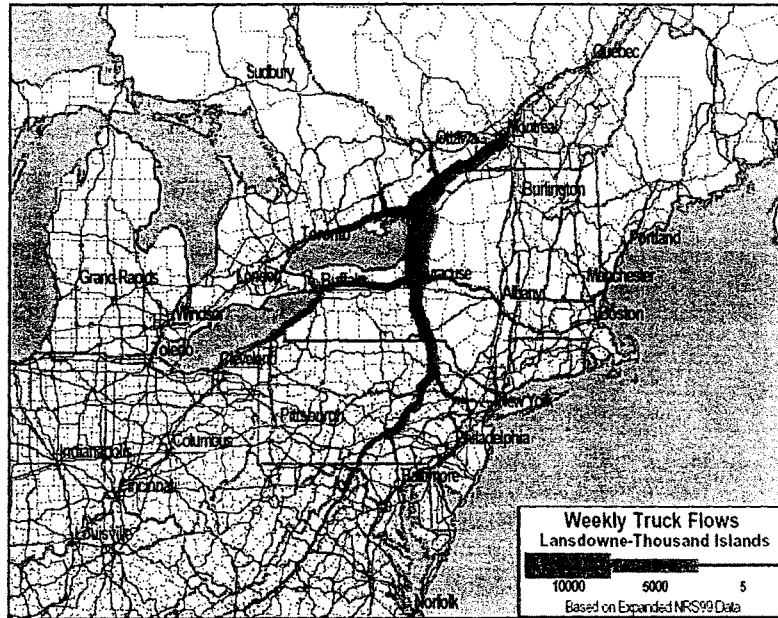 Quebec
Sudbury
Montreal
Ottawa
Burlington
Toronto
Portland
London
Grand Rapids
Buffalo
Syracuse
Manchester
Albany
Windsor
Boston
Toledo
Cleveland
New York
Pittsburgh
Philadelphia
Columbus
Indianapolis
Baltimore
Cincinnati
Louisville
Norfolk
Weekly Truck Flows
Lansdowne-Thousand Islands
10000 5000 5
Based on Expanded NRS99 Data